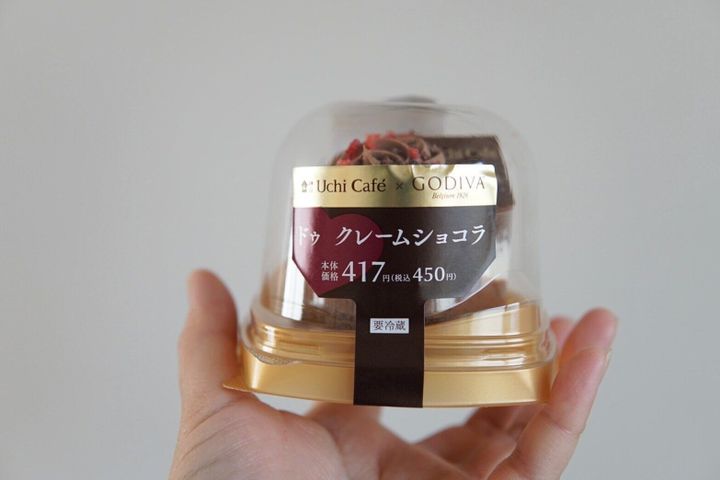 Uchi Café × GODIVA
Belgium 1926
ドゥ クレームショコラ
本体価格 417円(税込450円)
要冷蔵